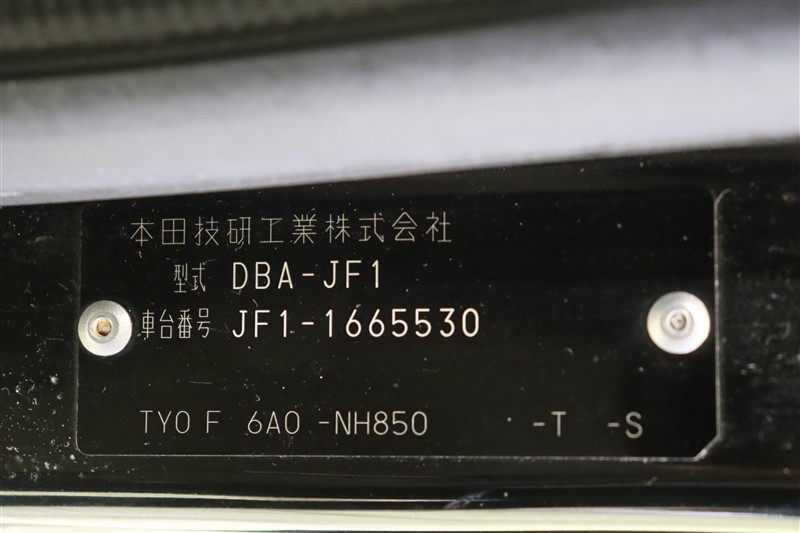 本田技研工業株式会社
型式 DBA-JF1
車台番号 JF1-1665530
TY0 F 6A0 -NH850 -T -S